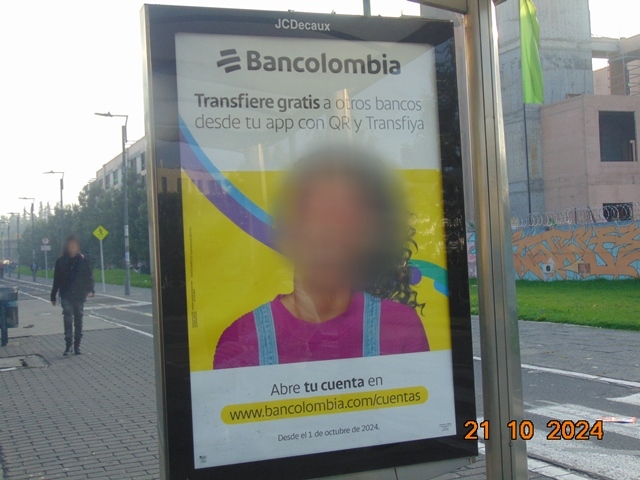 JCDecaux
Bancolombia
Transfiere gratis a otros bancos
desde tu app con QR y Transfiya
Abre tu cuenta en
www.bancolombia.com/cuentas
Desde el 1 de octubre de 2024.
21 10 2024